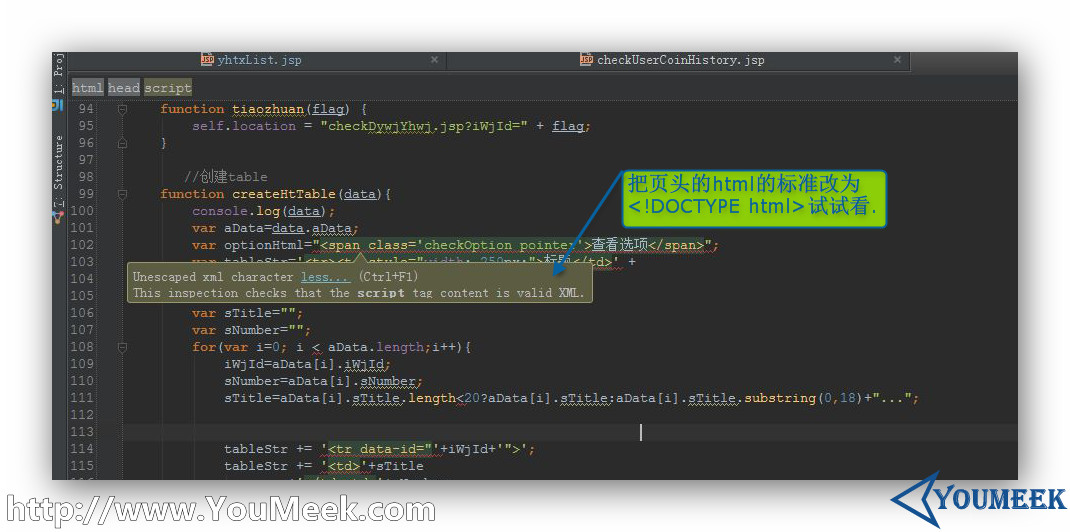 yhtxList.jsp × checkUserCoinHistory.jsp ×
1: Proj
html head script
94 function tiaozhuan(flag) {
95 self.location = "checkDywjYhwj.jsp?iWjId=" + flag;
96 }
97
7: Structure
98 //创建table
99 function createHtTable(data){
把页头的html的标准改为
<!DOCTYPE html>试试看.
100 console.log(data);
101 var aData=data.aData;
102 var optionHtml="<span class='checkOption pointer'>查看选项</span>";
103 var tableStr='<tr><td style="width: 250px;">标题</td>' +
104
Unescaped xml character less... (Ctrl+F1)
105
This inspection checks that the script tag content is valid XML.
106 var sTitle="";
107 var sNumber="";
108 for(var i=0; i < aData.length;i++){
109 iWjId=aData[i].iWjId;
110 sNumber=aData[i].sNumber;
111 sTitle=aData[i].sTitle.length<20?aData[i].sTitle:aData[i].sTitle.substring(0,18)+"...";
112
113
114 tableStr += '<tr data-id="'+iWjId+'">';
115 tableStr += '<td>'+sTitle
http://www.YouMeek.com
YOUMEEK